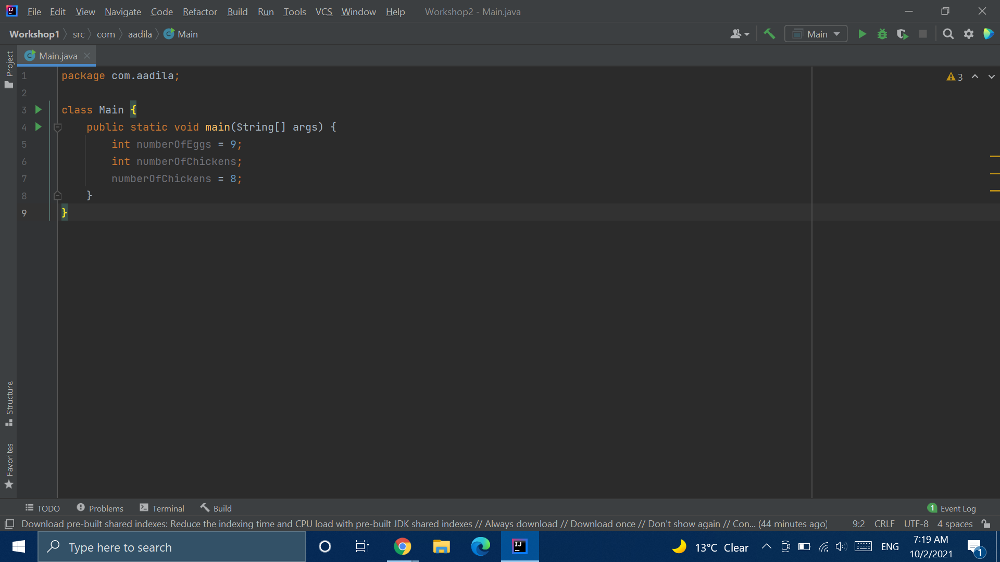 File Edit View Navigate Code Refactor Build Run Tools VCS Window Help Workshop2 - Main.java
Workshop1 src com aadila Main
Main
Main.java
Project
1 package com.aadila;
3
2
3 class Main {
4 public static void main(String[] args) {
5 int numberOfEggs = 9;
6 int numberOfChickens;
7 numberOfChickens = 8;
8 }
9 }
Structure
Favorites
TODO Problems Terminal Build
1 Event Log
Download pre-built shared indexes: Reduce the indexing time and CPU load with pre-built JDK shared indexes // Always download // Download once // Don't show again // Con... (44 minutes ago) 9:2 CRLF UTF-8 4 spaces
Type here to search
13°C Clear
ENG
7:19 AM
10/2/2021
1